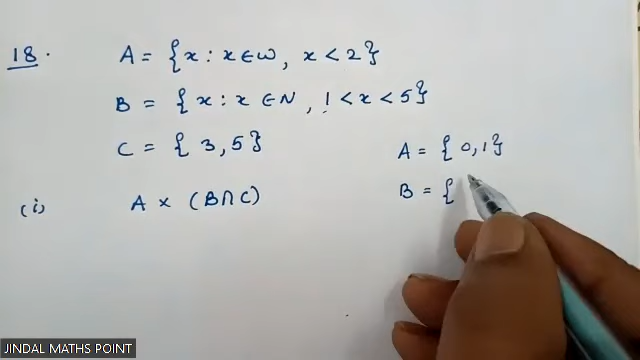 18.
A = {x : x ∈ W, x < 2}
B = {x : x ∈ N, 1 < x < 5}
C = {3, 5}
A = {0, 1}
(i) A × (B∩C)
B = {
JINDAL MATHS POINT